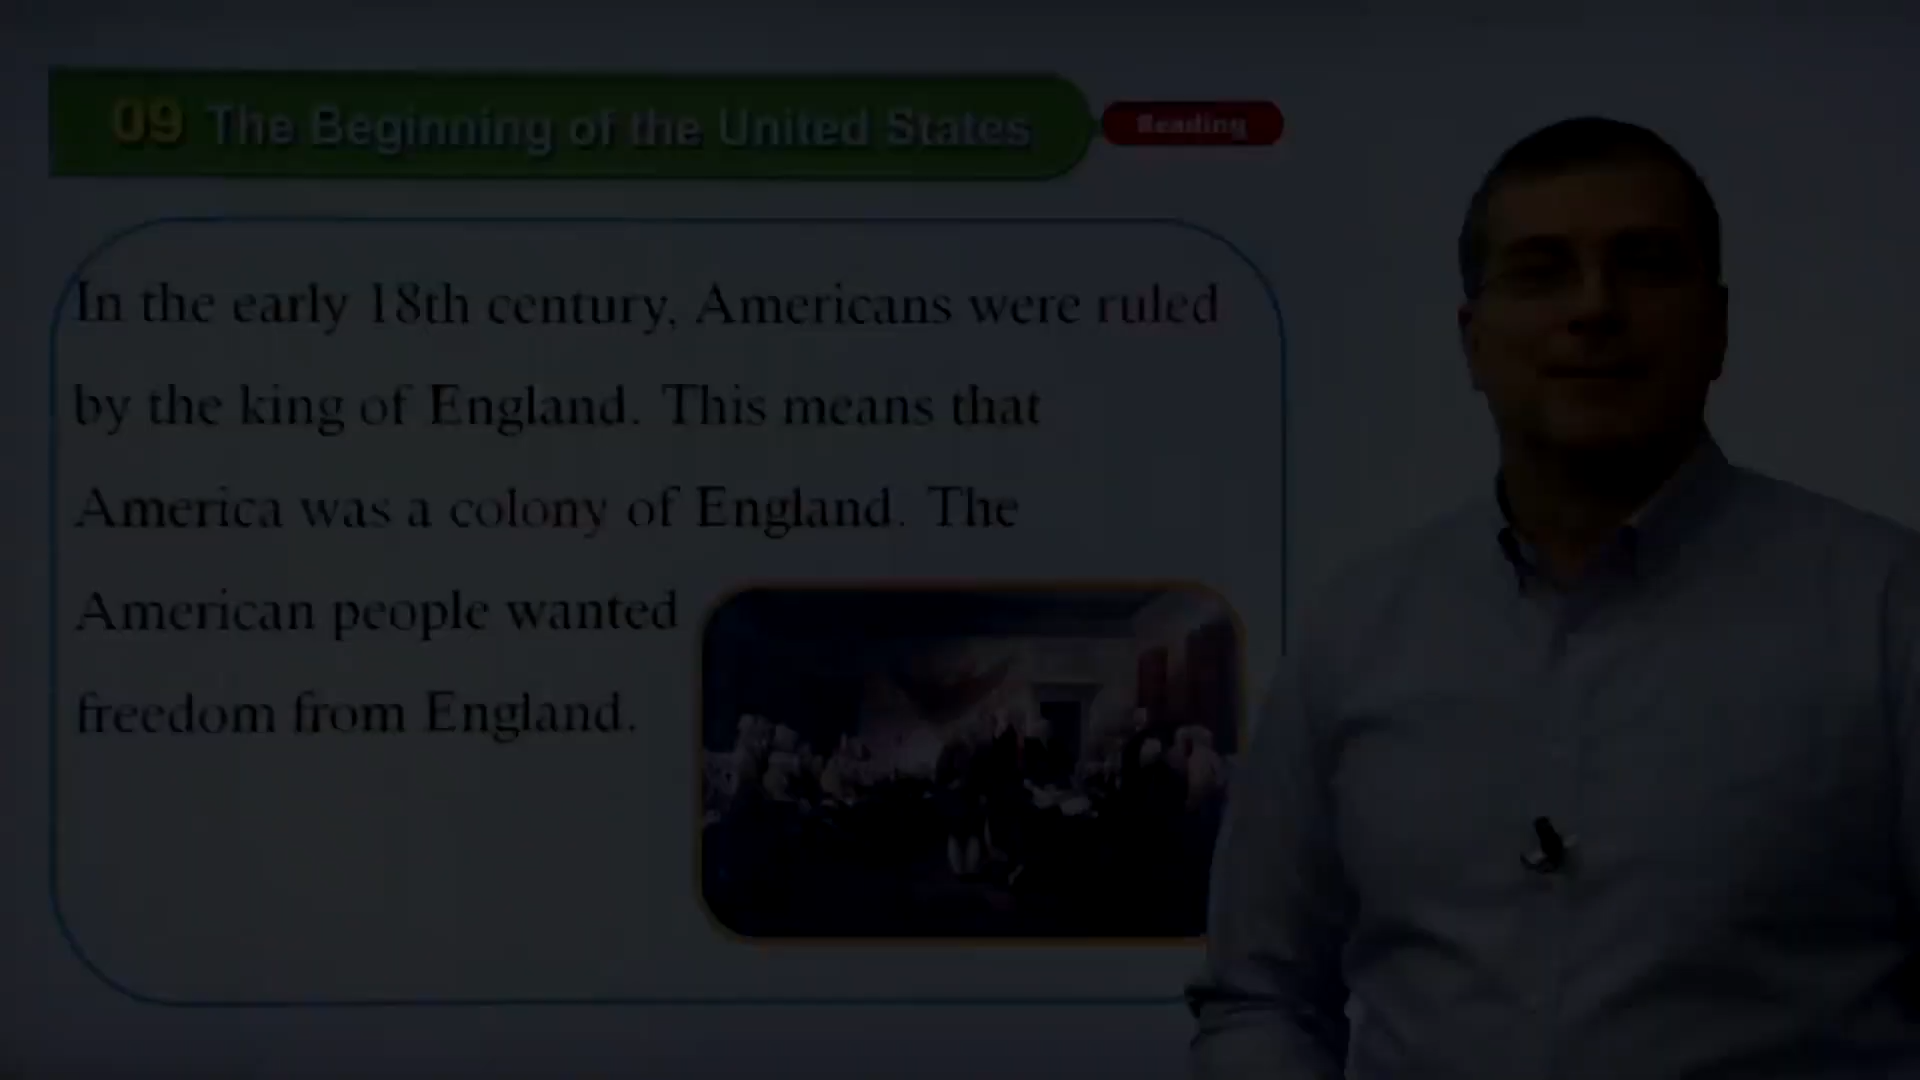 09 The Beginning of the United States
Reading
In the early 18th century, Americans were ruled
by the king of England. This means that
America was a colony of England. The
American people wanted
freedom from England.